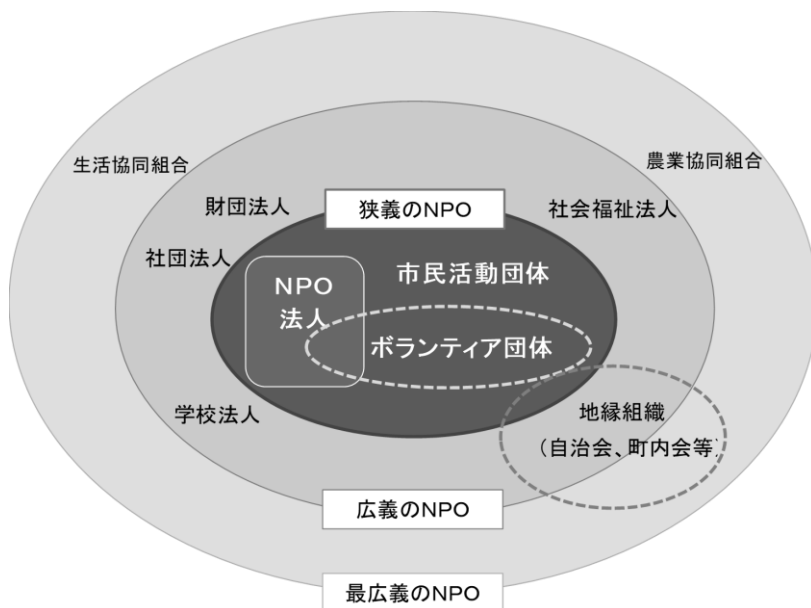 生活協同組合
農業協同組合
財団法人
狭義のNPO
社会福祉法人
社団法人
NPO
法人
市民活動団体
ボランティア団体
学校法人
地縁組織
(自治会、町内会等)
広義のNPO
最広義のNPO